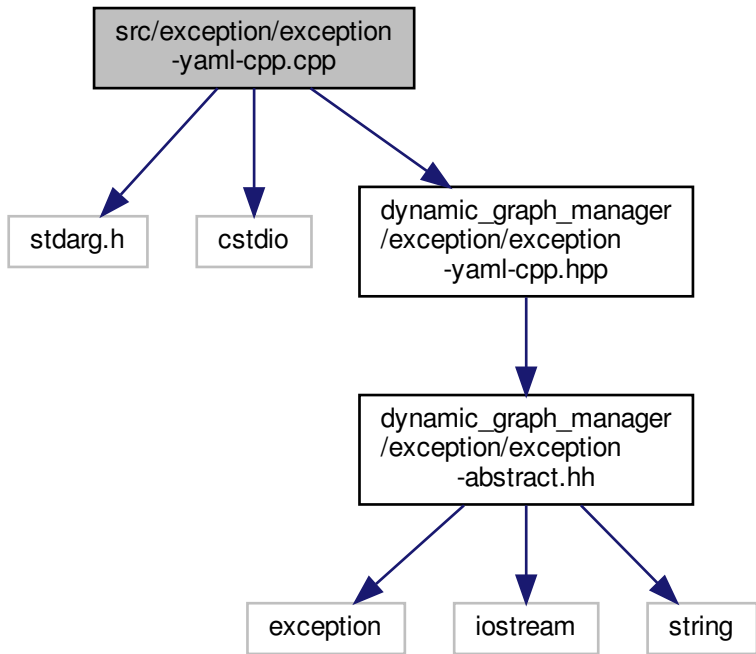 src/exception/exception
-yaml-cpp.cpp
stdarg.h
cstdio
dynamic_graph_manager
/exception/exception
-yaml-cpp.hpp
dynamic_graph_manager
/exception/exception
-abstract.hh
exception
iostream
string